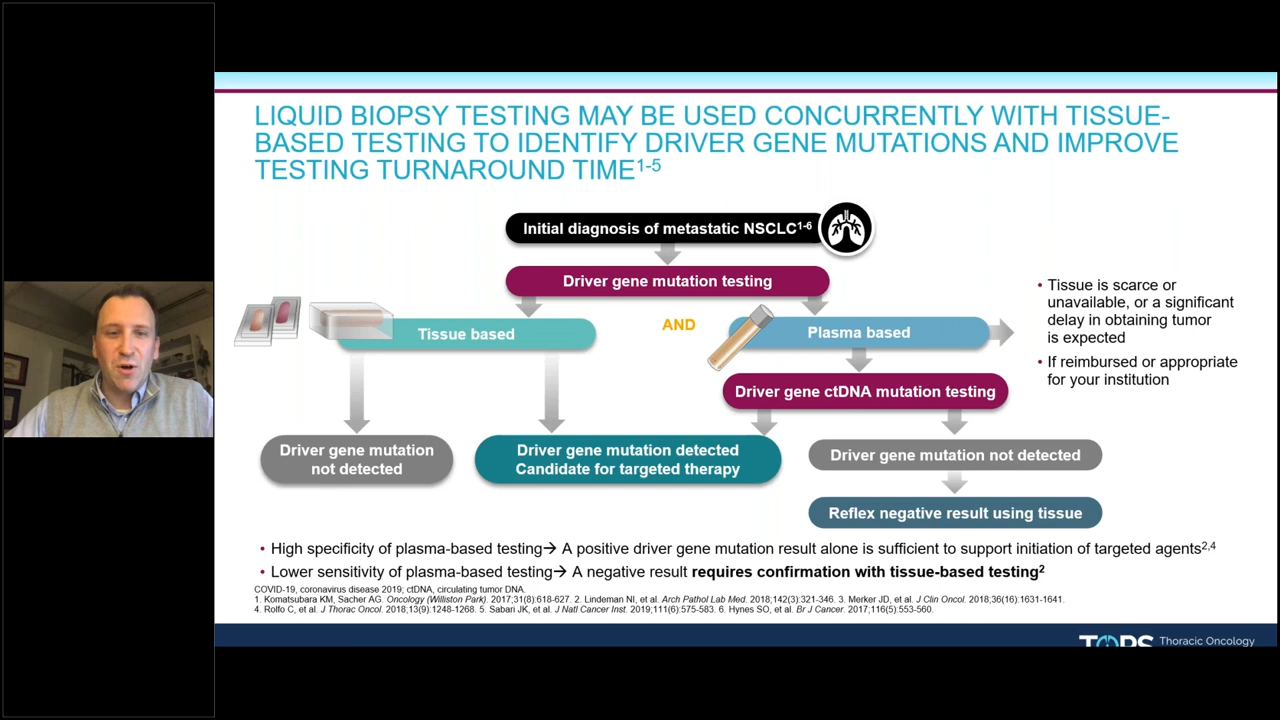 LIQUID BIOPSY TESTING MAY BE USED CONCURRENTLY WITH TISSUE-
BASED TESTING TO IDENTIFY DRIVER GENE MUTATIONS AND IMPROVE
TESTING TURNAROUND TIME1-5
Initial diagnosis of metastatic NSCLC1-6
Driver gene mutation testing
Tissue based
AND
Plasma based
• Tissue is scarce or
unavailable, or a significant
delay in obtaining tumor
is expected
• If reimbursed or appropriate
for your institution
Driver gene ctDNA mutation testing
Driver gene mutation
not detected
Driver gene mutation detected
Candidate for targeted therapy
Driver gene mutation not detected
Reflex negative result using tissue
• High specificity of plasma-based testing→ A positive driver gene mutation result alone is sufficient to support initiation of targeted agents2,4
• Lower sensitivity of plasma-based testing→ A negative result requires confirmation with tissue-based testing2
COVID-19, coronavirus disease 2019; ctDNA, circulating tumor DNA.
1. Komatsubara KM, Sacher AG. Oncology (Williston Park). 2017;31(8):618-627. 2. Lindeman NI, et al. Arch Pathol Lab Med. 2018;142(3):321-346. 3. Merker JD, et al. J Clin Oncol. 2018;36(16):1631-1641.
4. Rolfo C, et al. J Thorac Oncol. 2018;13(9):1248-1268. 5. Sabari JK, et al. J Natl Cancer Inst. 2019;111(6):575-583. 6. Hynes SO, et al. Br J Cancer. 2017;116(5):553-560.
TOPS Thoracic Oncology